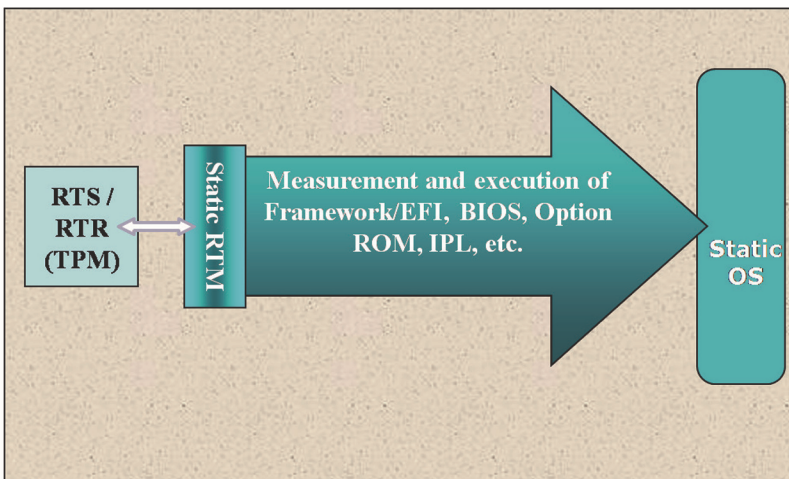 RTS /
RTR
(TPM)
Static RTM
Measurement and execution of
Framework/EFI, BIOS, Option
ROM, IPL, etc.
Static
OS